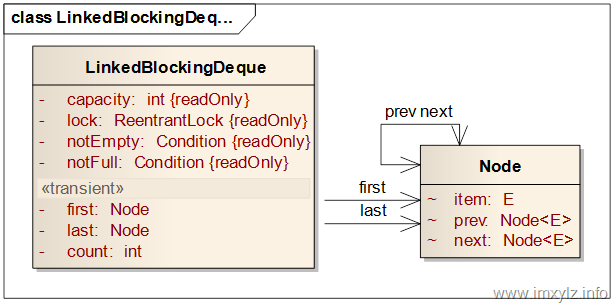 class LinkedBlockingDeq...
LinkedBlockingDeque
- capacity: int {readOnly}
- lock: ReentrantLock {readOnly}
- notEmpty: Condition {readOnly}
- notFull: Condition {readOnly}
«transient»
- first: Node
- last: Node
- count: int
first
last
prev next
Node
~ item: E
~ prev: Node<E>
~ next: Node<E>
www.imxylz.info